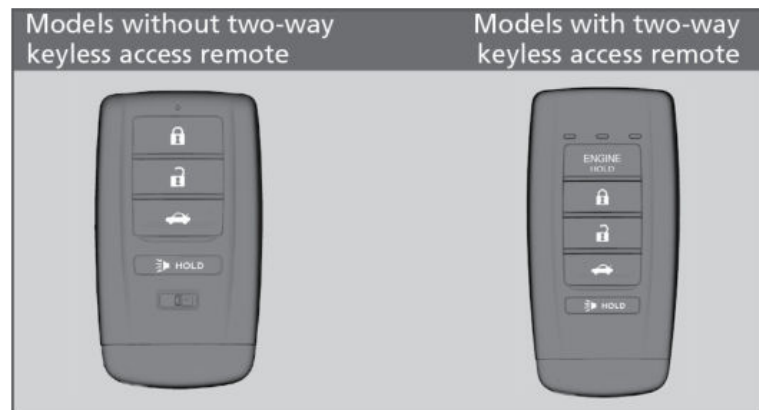 Models without two-way
keyless access remote
Models with two-way
keyless access remote
HOLD
ENGINE
HOLD
HOLD